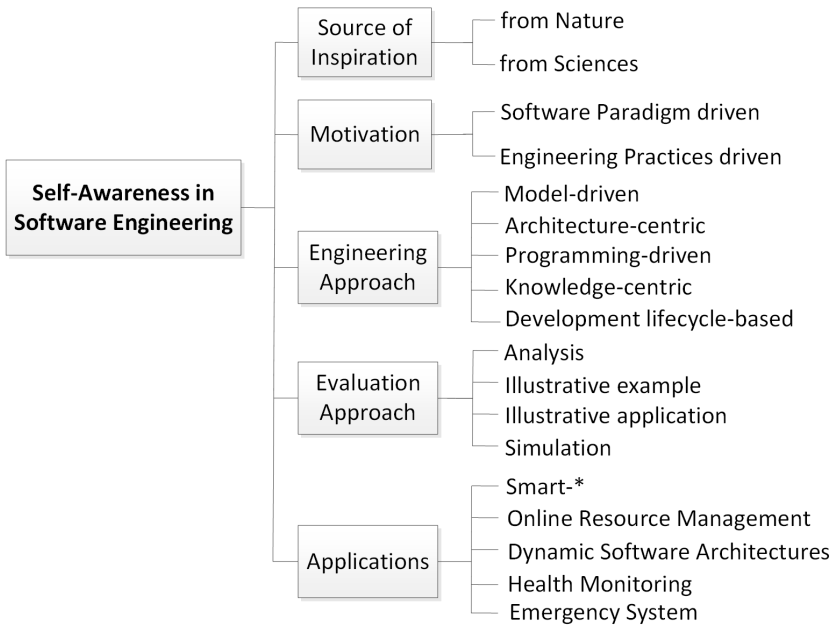 Self-Awareness in
Software Engineering
Source of
Inspiration
from Nature
from Sciences
Motivation
Software Paradigm driven
Engineering Practices driven
Engineering
Approach
Model-driven
Architecture-centric
Programming-driven
Knowledge-centric
Development lifecycle-based
Evaluation
Approach
Analysis
Illustrative example
Illustrative application
Simulation
Applications
Smart-*
Online Resource Management
Dynamic Software Architectures
Health Monitoring
Emergency System